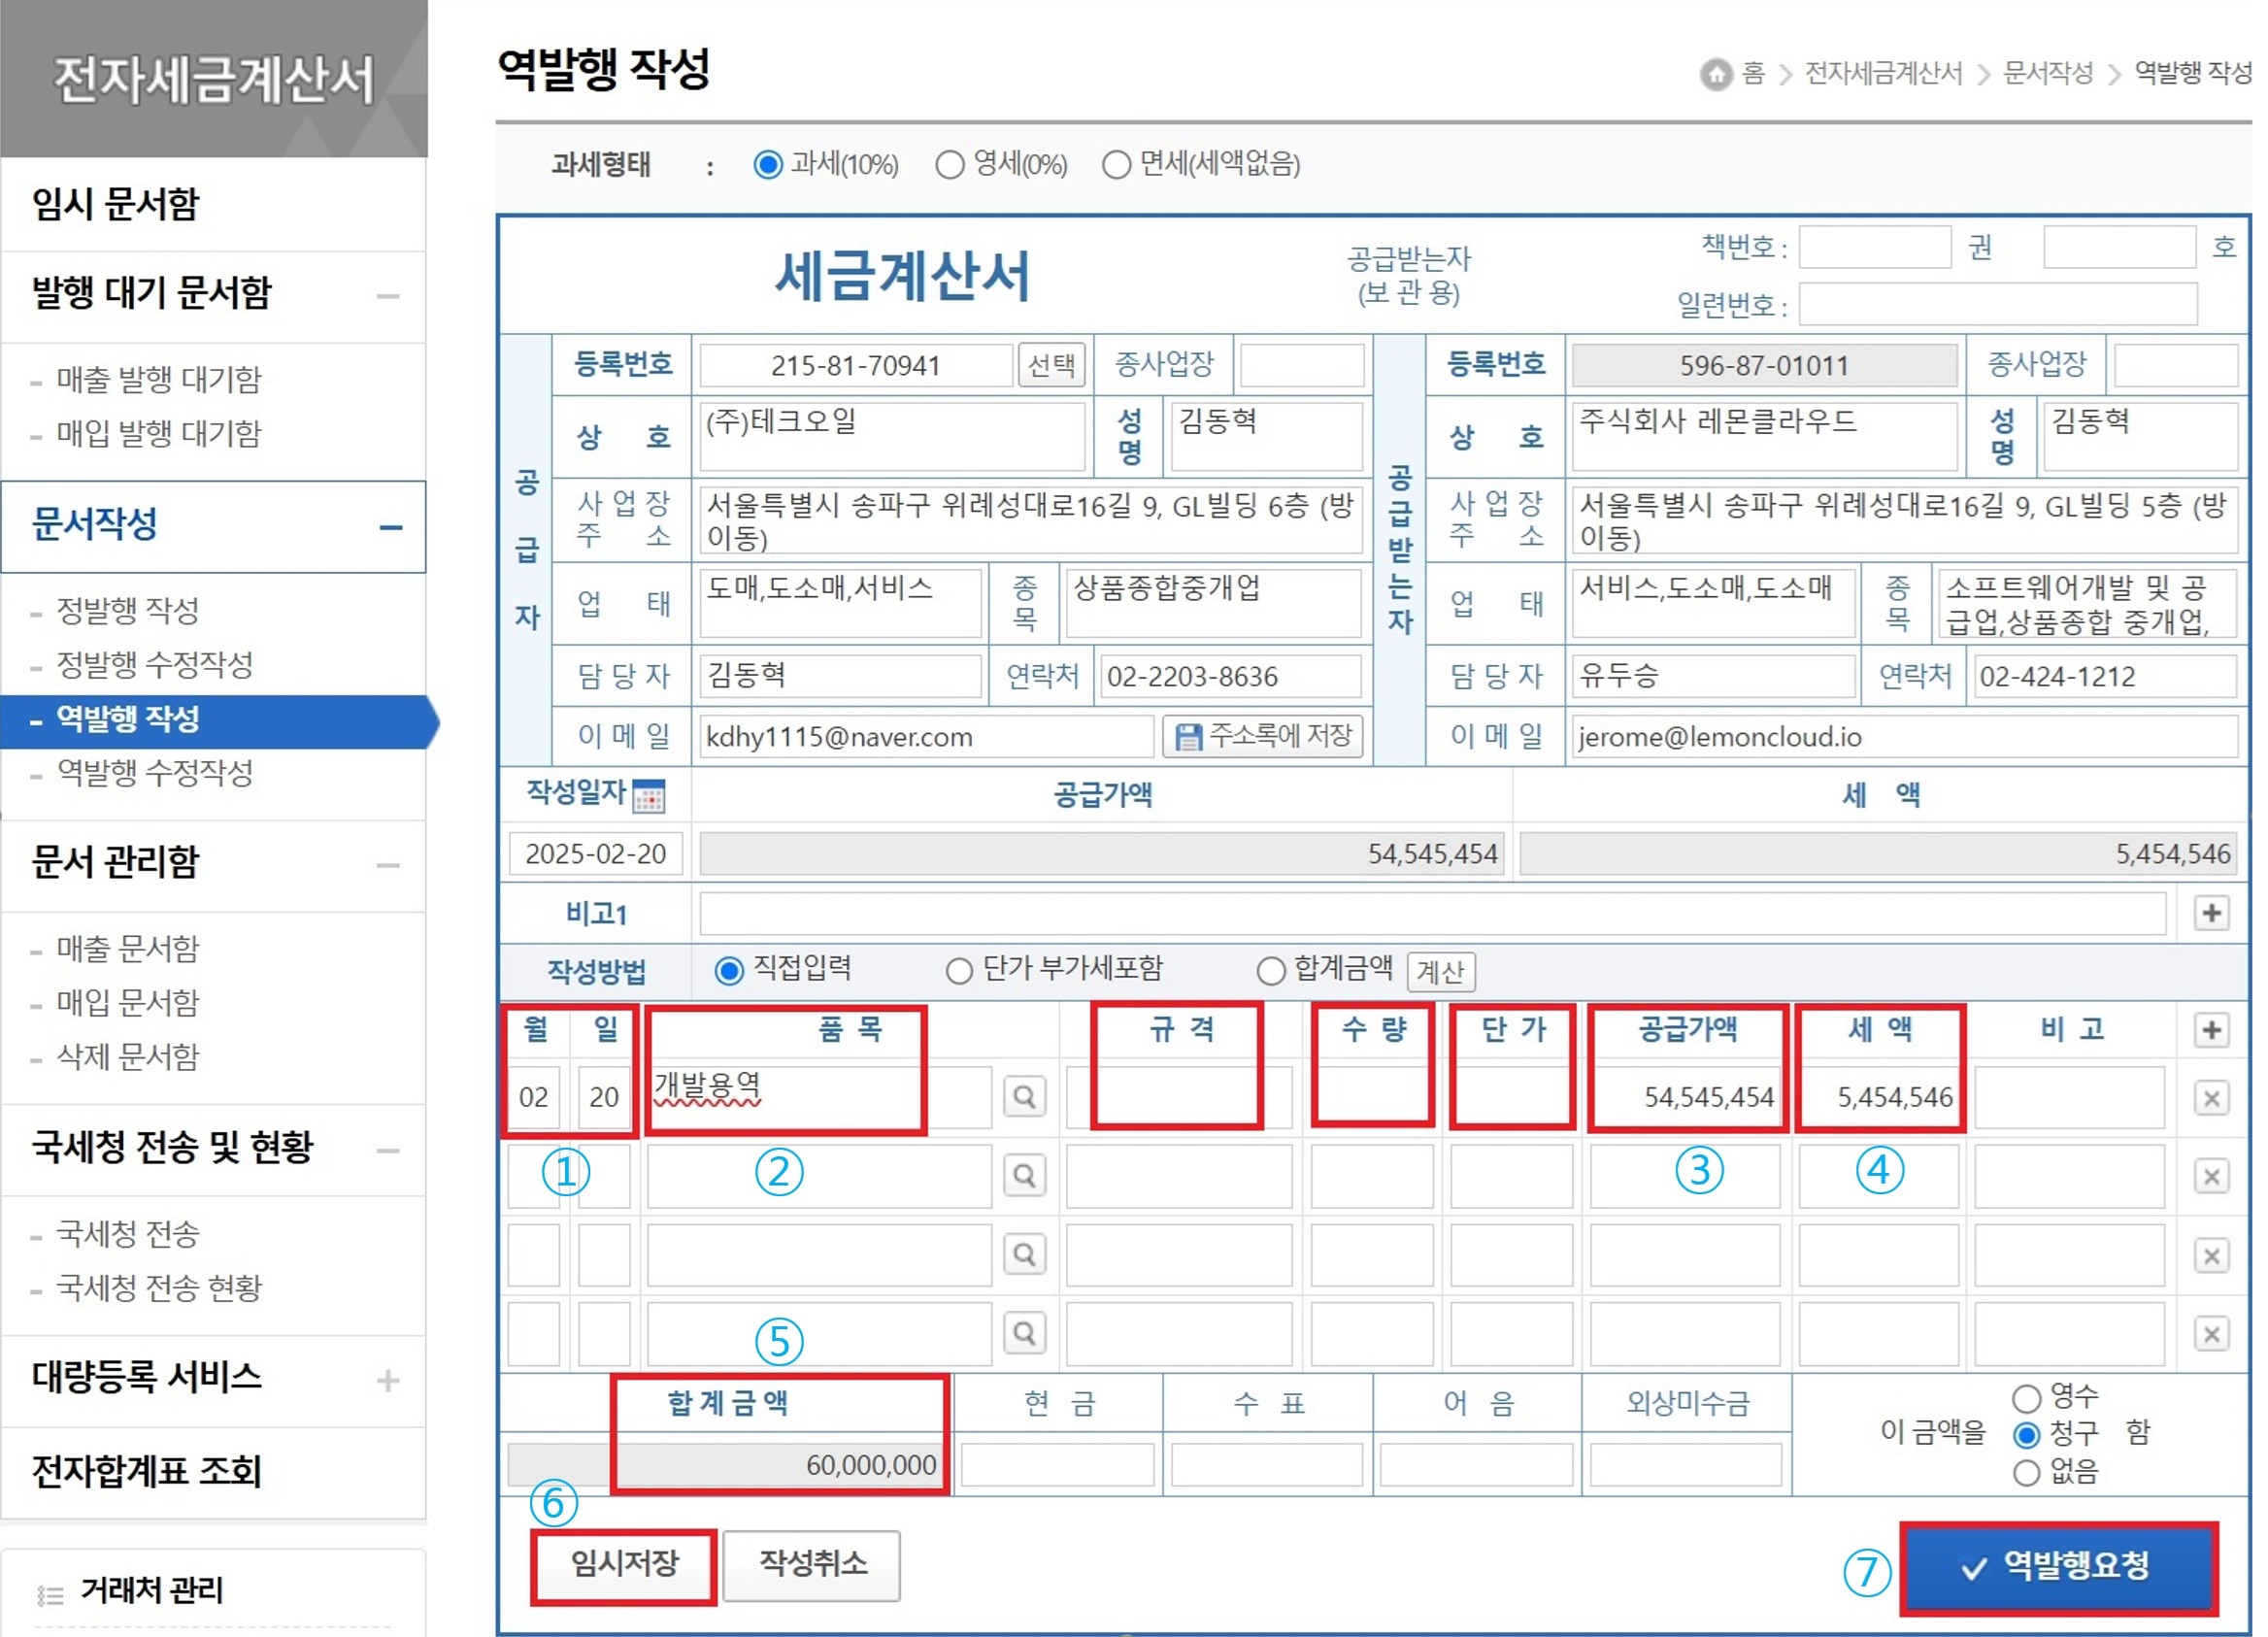 전자세금계산서
임시 문서함
발행 대기 문서함
- 매출 발행 대기함
- 매입 발행 대기함
문서작성
- 정발행 작성
- 정발행 수정작성
- 역발행 작성
- 역발행 수정작성
문서 관리함
- 매출 문서함
- 매입 문서함
- 삭제 문서함
국세청 전송 및 현황
- 국세청 전송
- 국세청 전송 현황
대량등록 서비스
전자합계표 조회
거래처 관리
역발행 작성
홈 > 전자세금계산서 > 문서작성 > 역발행 작성
과세형태 : 과세(10%) 영세(0%) 면세(세액없음)
세금계산서
공급받는자
(보 관 용)
책번호 : 권 호
일련번호 :
공급자
등록번호 215-81-70941 선택 종사업장
상 호 (주)테크오일 성명 김동혁
사업장 주소 서울특별시 송파구 위례성대로16길 9, GL빌딩 6층 (방
이동)
업 태 도매,도소매,서비스 종목 상품종합중개업
담당자 김동혁 연락처 02-2203-8636
이메일 kdhy1115@naver.com 주소록에 저장
공급받는자
등록번호 596-87-01011 종사업장
상 호 주식회사 레몬클라우드 성명 김동혁
사업장 주소 서울특별시 송파구 위례성대로16길 9, GL빌딩 5층 (방
이동)
업 태 서비스,도소매,도소매 종목 소프트웨어개발 및 공
급업,상품종합 중개업,
담당자 유두승 연락처 02-424-1212
이메일 jerome@lemoncloud.io
작성일자 공급가액 세 액
2025-02-20 54,545,454 5,454,546
비고1
작성방법 직접입력 단가 부가세포함 합계금액 계산
월 일 품 목 규 격 수 량 단 가 공급가액 세 액 비 고
02 20 개발용역 54,545,454 5,454,546
① ② ③ ④
⑤
합계금액 현 금 수 표 어 음 외상미수금
60,000,000
이 금액을 영수 청구 없음 함
⑥
임시저장 작성취소
⑦ 역발행요청